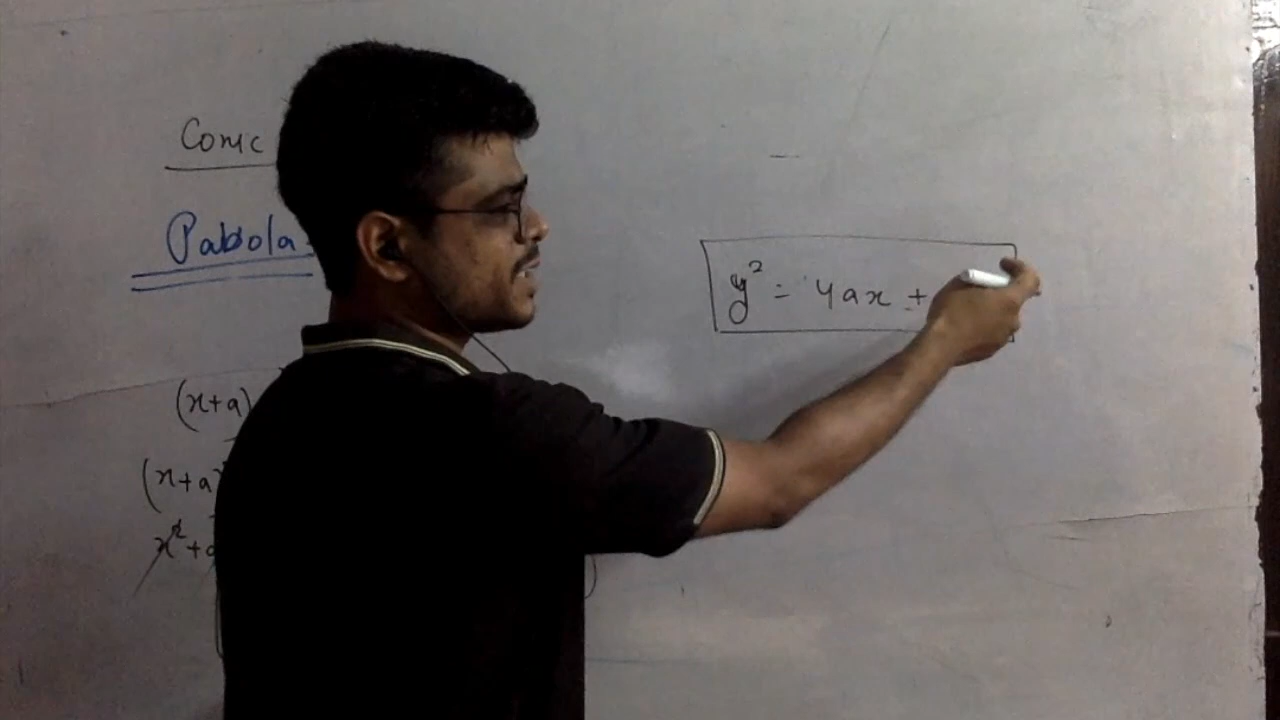 Conic
Pabola
y² = 4ax +
(x+a)
(x+a
x² +